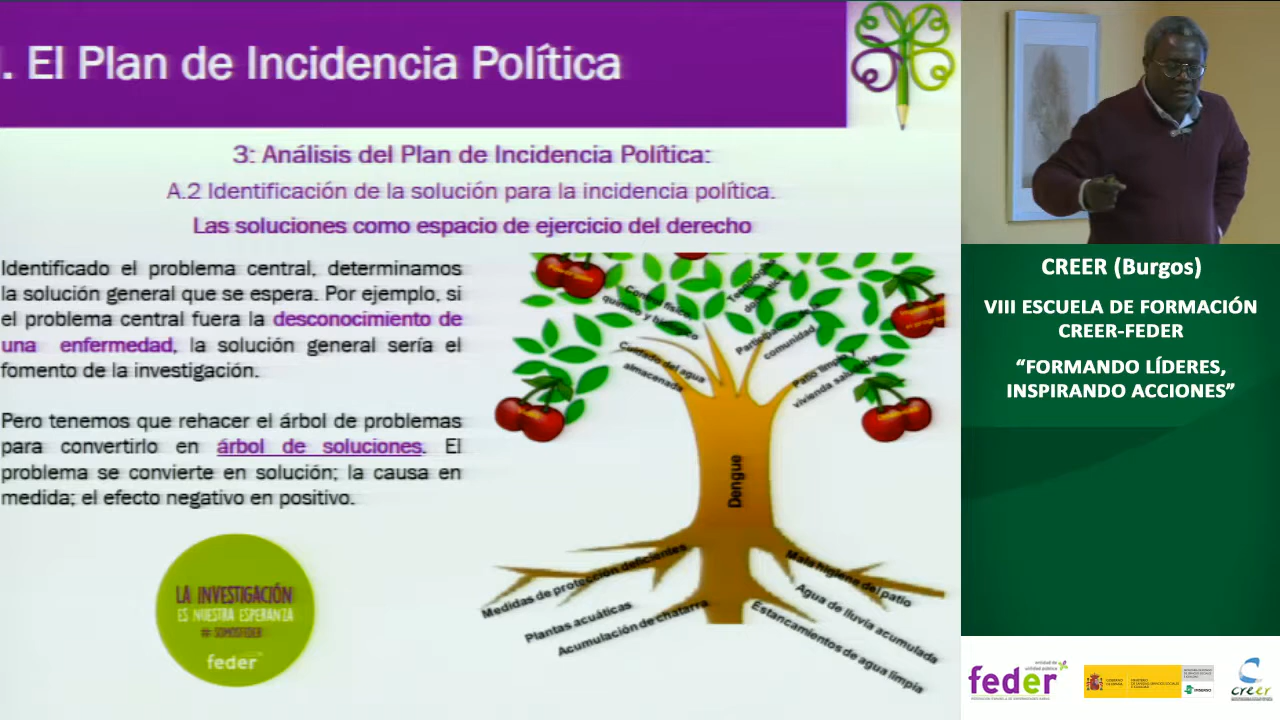 . El Plan de Incidencia Política
3: Análisis del Plan de Incidencia Política:
A.2 Identificación de la solución para la incidencia política.
Las soluciones como espacio de ejercicio del derecho
Identificado el problema central, determinamos
la solución general que se espera. Por ejemplo, si
el problema central fuera la desconocimiento de
una enfermedad, la solución general sería el
fomento de la investigación.
Pero tenemos que rehacer el árbol de problemas
para convertirlo en árbol de soluciones. El
problema se convierte en solución; la causa en
medida; el efecto negativo en positivo.
LA INVESTIGACIÓN
ES NUESTRA ESPERANZA
# SOMOSFEDER
feder
Control físico
químico y
Cuidado del agua
almacenada
comunidad
Patio limpio y
vivienda
Dengue
Medidas de protección deficientes
Plantas acuáticas
Acumulación de chatarra
Mala higiene del patio
Agua de lluvia acumulada
Estancamientos de agua limpia
CREER (Burgos)
VIII ESCUELA DE FORMACIÓN
CREER-FEDER
“FORMANDO LÍDERES,
INSPIRANDO ACCIONES”
feder
creer